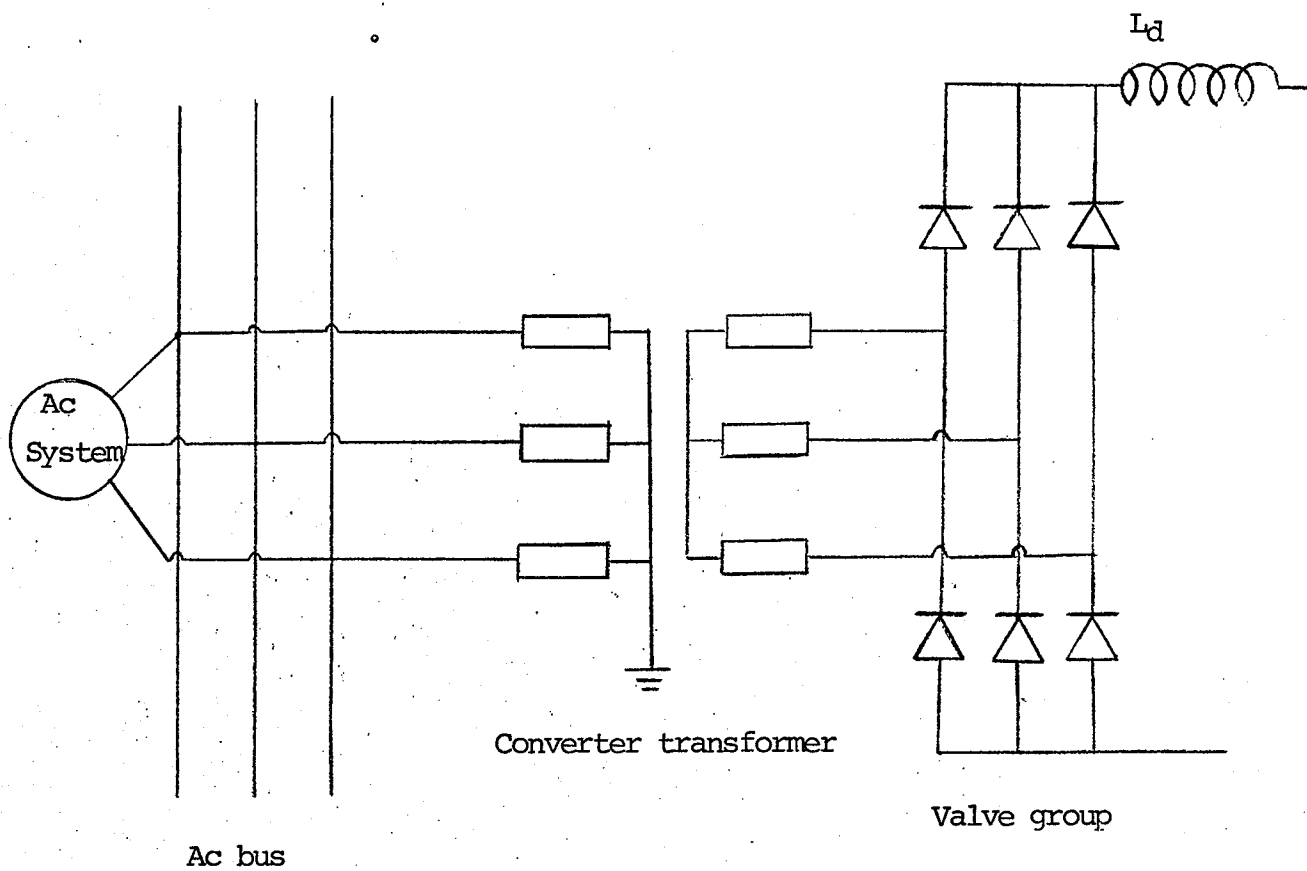 Ld
Ac
System
Converter transformer
Valve group
Ac bus